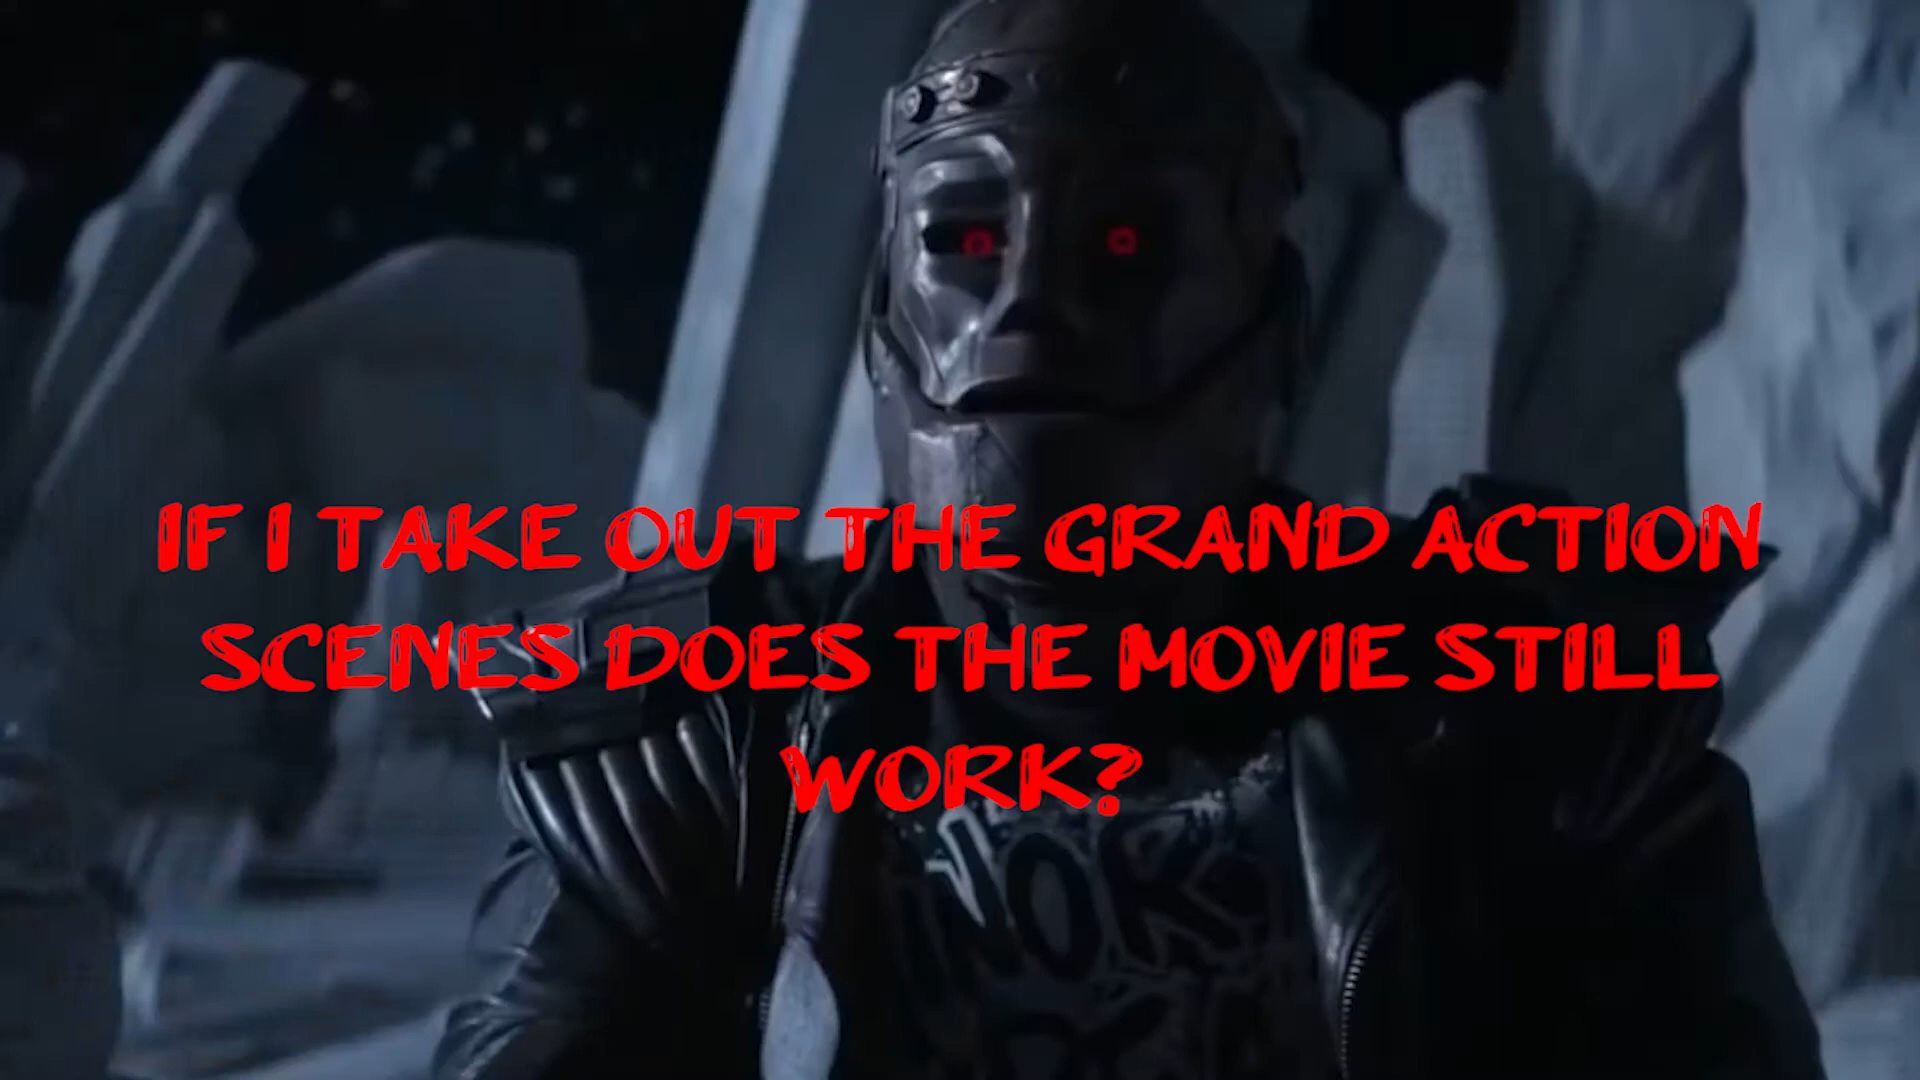 IF I TAKE OUT THE GRAND ACTION
SCENES DOES THE MOVIE STILL
WORK?